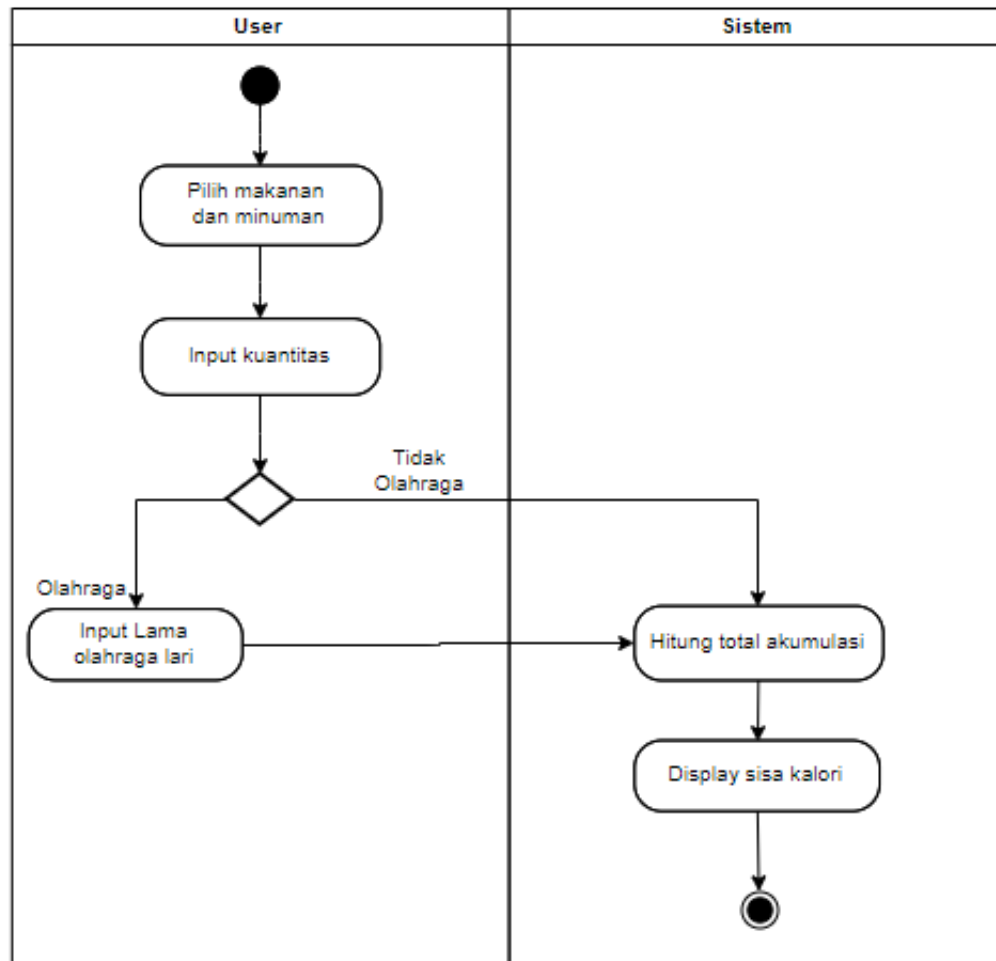 User
Sistem
Pilih makanan
dan minuman
Input kuantitas
Tidak
Olahraga
Olahraga
Input Lama
olahraga lari
Hitung total akumulasi
Display sisa kalori